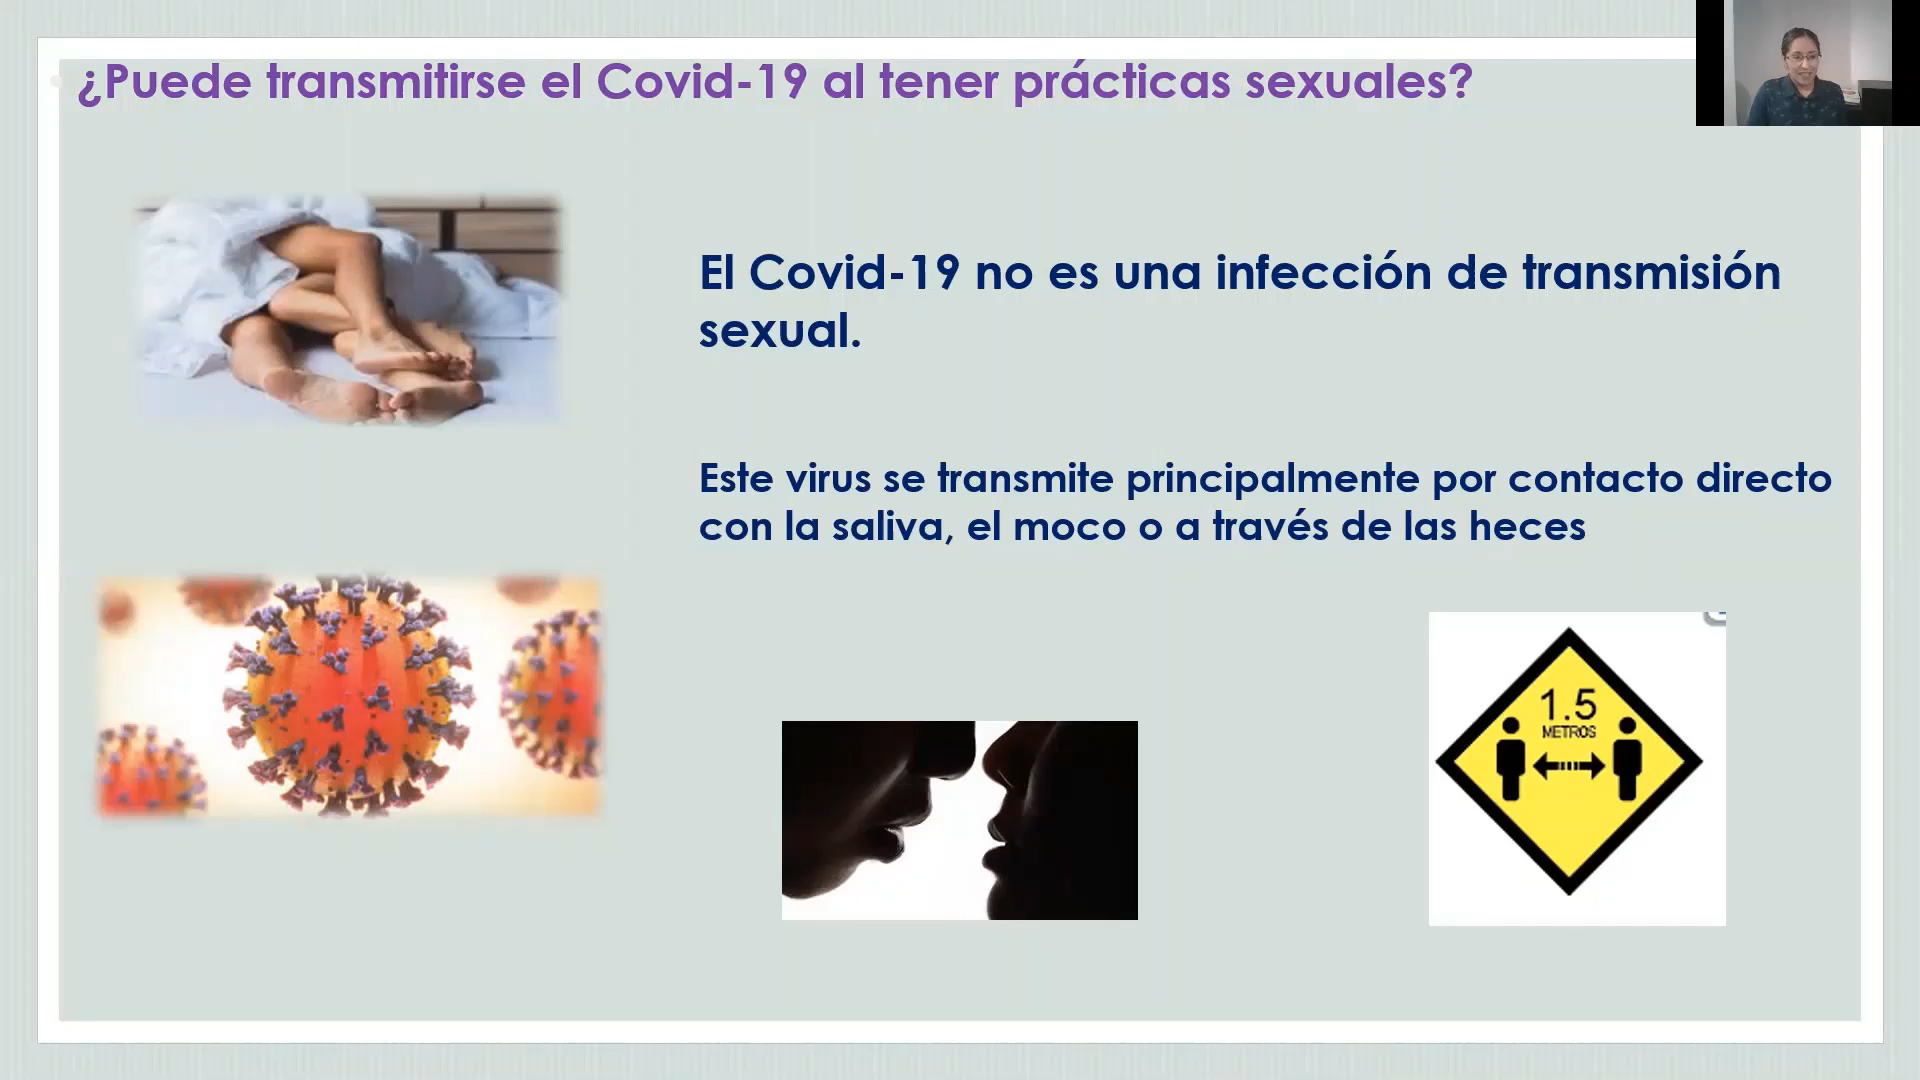 ¿Puede transmitirse el Covid-19 al tener prácticas sexuales?
El Covid-19 no es una infección de transmisión
sexual.
Este virus se transmite principalmente por contacto directo
con la saliva, el moco o a través de las heces
1.5
METROS